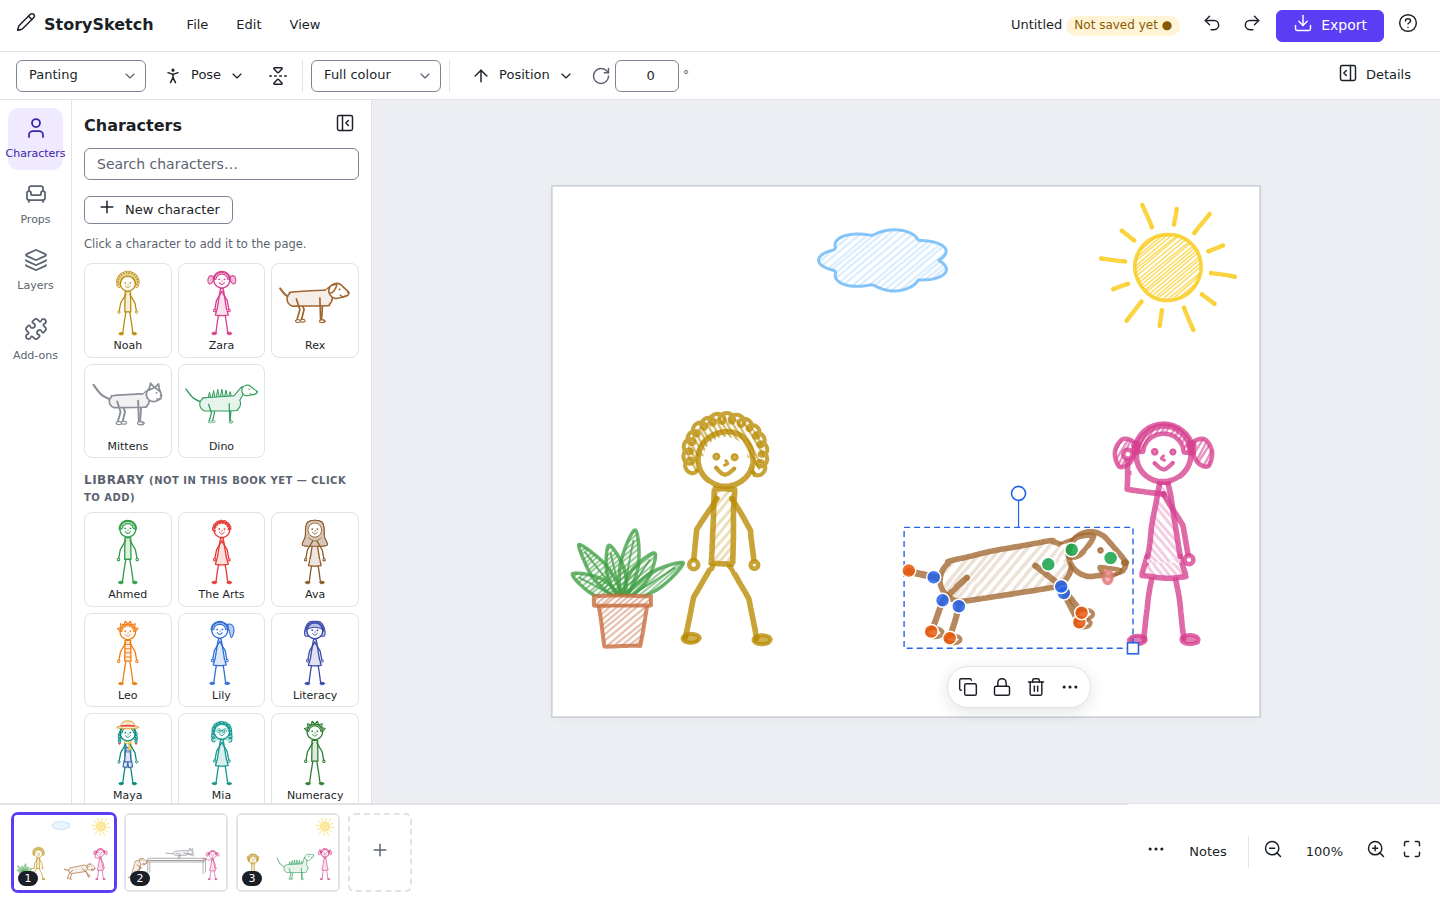 StorySketch File Edit View Untitled Not saved yet Export
Panting Pose Full colour Position 0 ° Details
Characters
Props
Layers
Add-ons
Characters
Search characters…
New character
Click a character to add it to the page.
Noah Zara Rex
Mittens Dino
LIBRARY (NOT IN THIS BOOK YET — CLICK
TO ADD)
Ahmed The Arts Ava
Leo Lily Literacy
Maya Mia Numeracy
1 2 3
Notes 100%